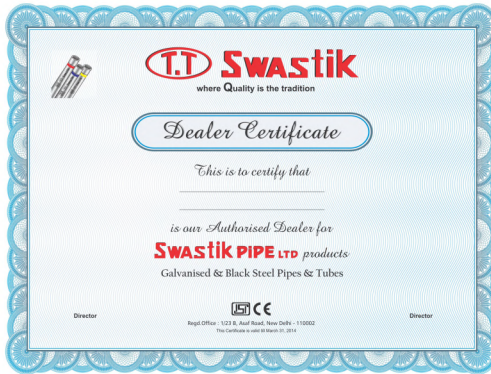 T.T Swastik
where Quality is the tradition
Dealer Certificate
This is to certify that
is our Authorised Dealer for
Swastik PIPE LTD products
Galvanised & Black Steel Pipes & Tubes
Director
ISI CE
Director
Regd.Office : 1/23 B, Asaf Road, New Delhi - 110002
This Certificate is valid till March 31, 2014